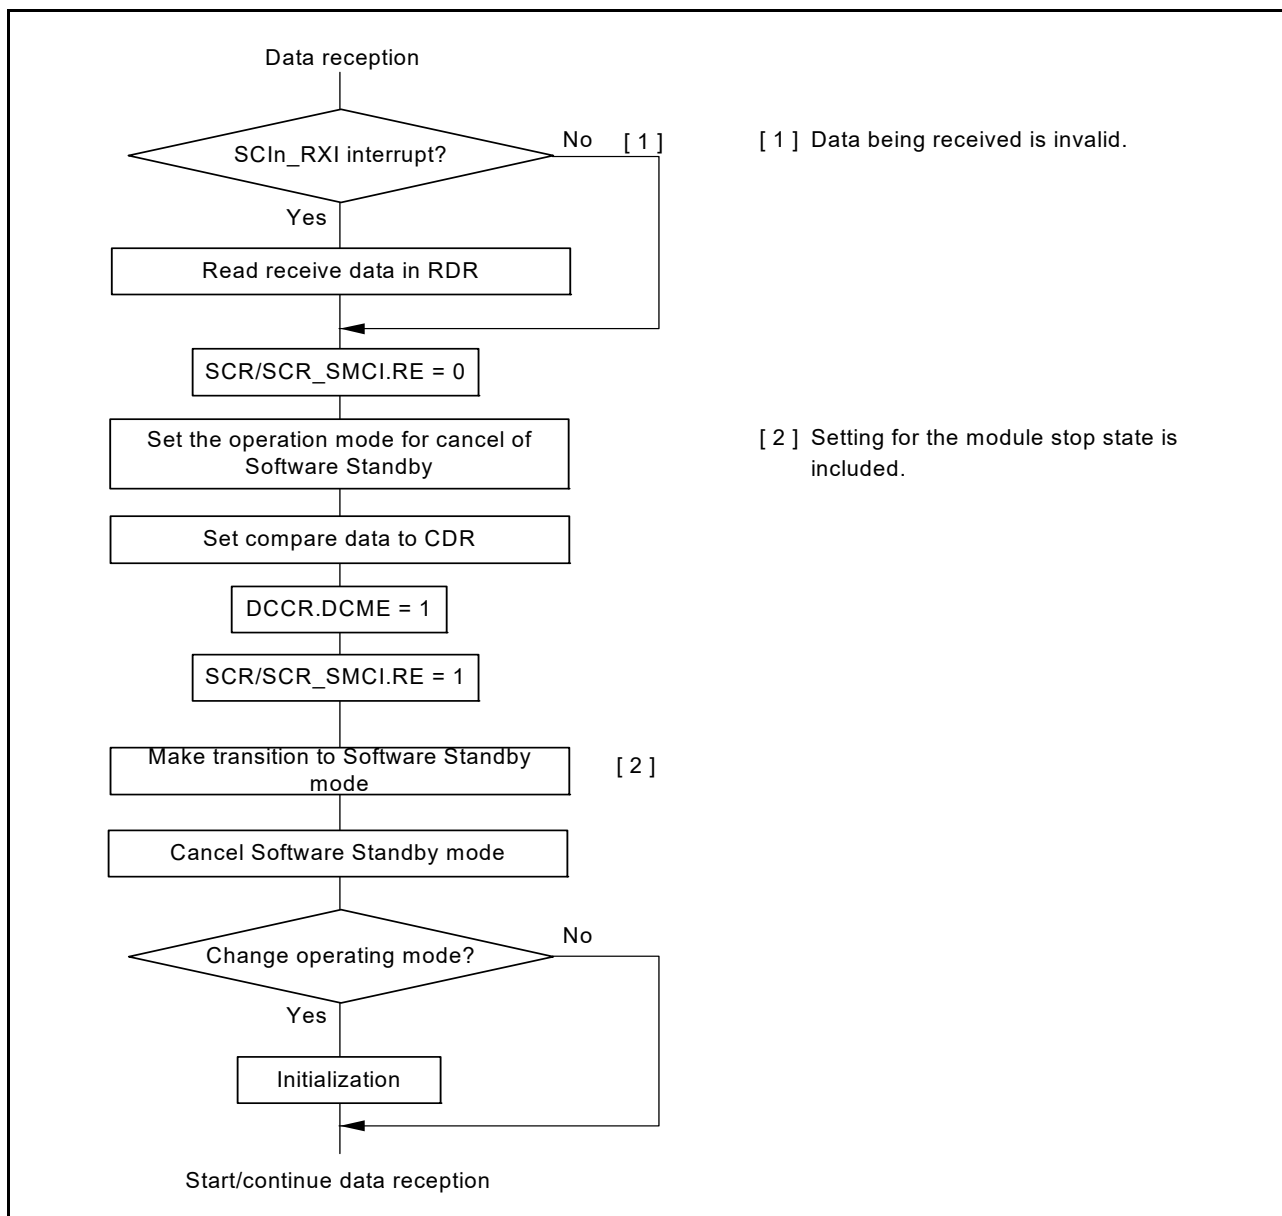 Data reception
SCIn_RXI interrupt?
No [ 1 ]
[ 1 ] Data being received is invalid.
Yes
Read receive data in RDR
SCR/SCR_SMCI.RE = 0
Set the operation mode for cancel of
Software Standby
[ 2 ] Setting for the module stop state is
included.
Set compare data to CDR
DCCR.DCME = 1
SCR/SCR_SMCI.RE = 1
Make transition to Software Standby
mode
[ 2 ]
Cancel Software Standby mode
Change operating mode?
No
Yes
Initialization
Start/continue data reception